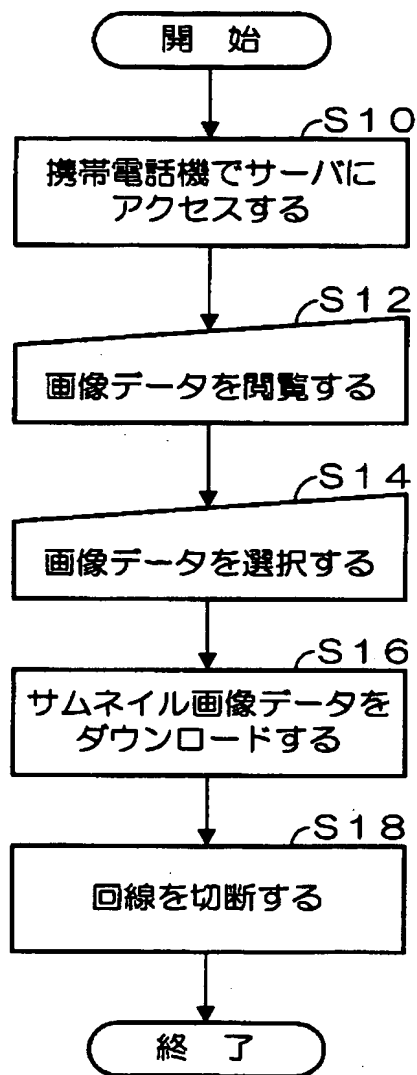 開 始
S10
携帯電話機でサーバに
アクセスする
S12
画像データを閲覧する
S14
画像データを選択する
S16
サムネイル画像データを
ダウンロードする
S18
回線を切断する
終 了